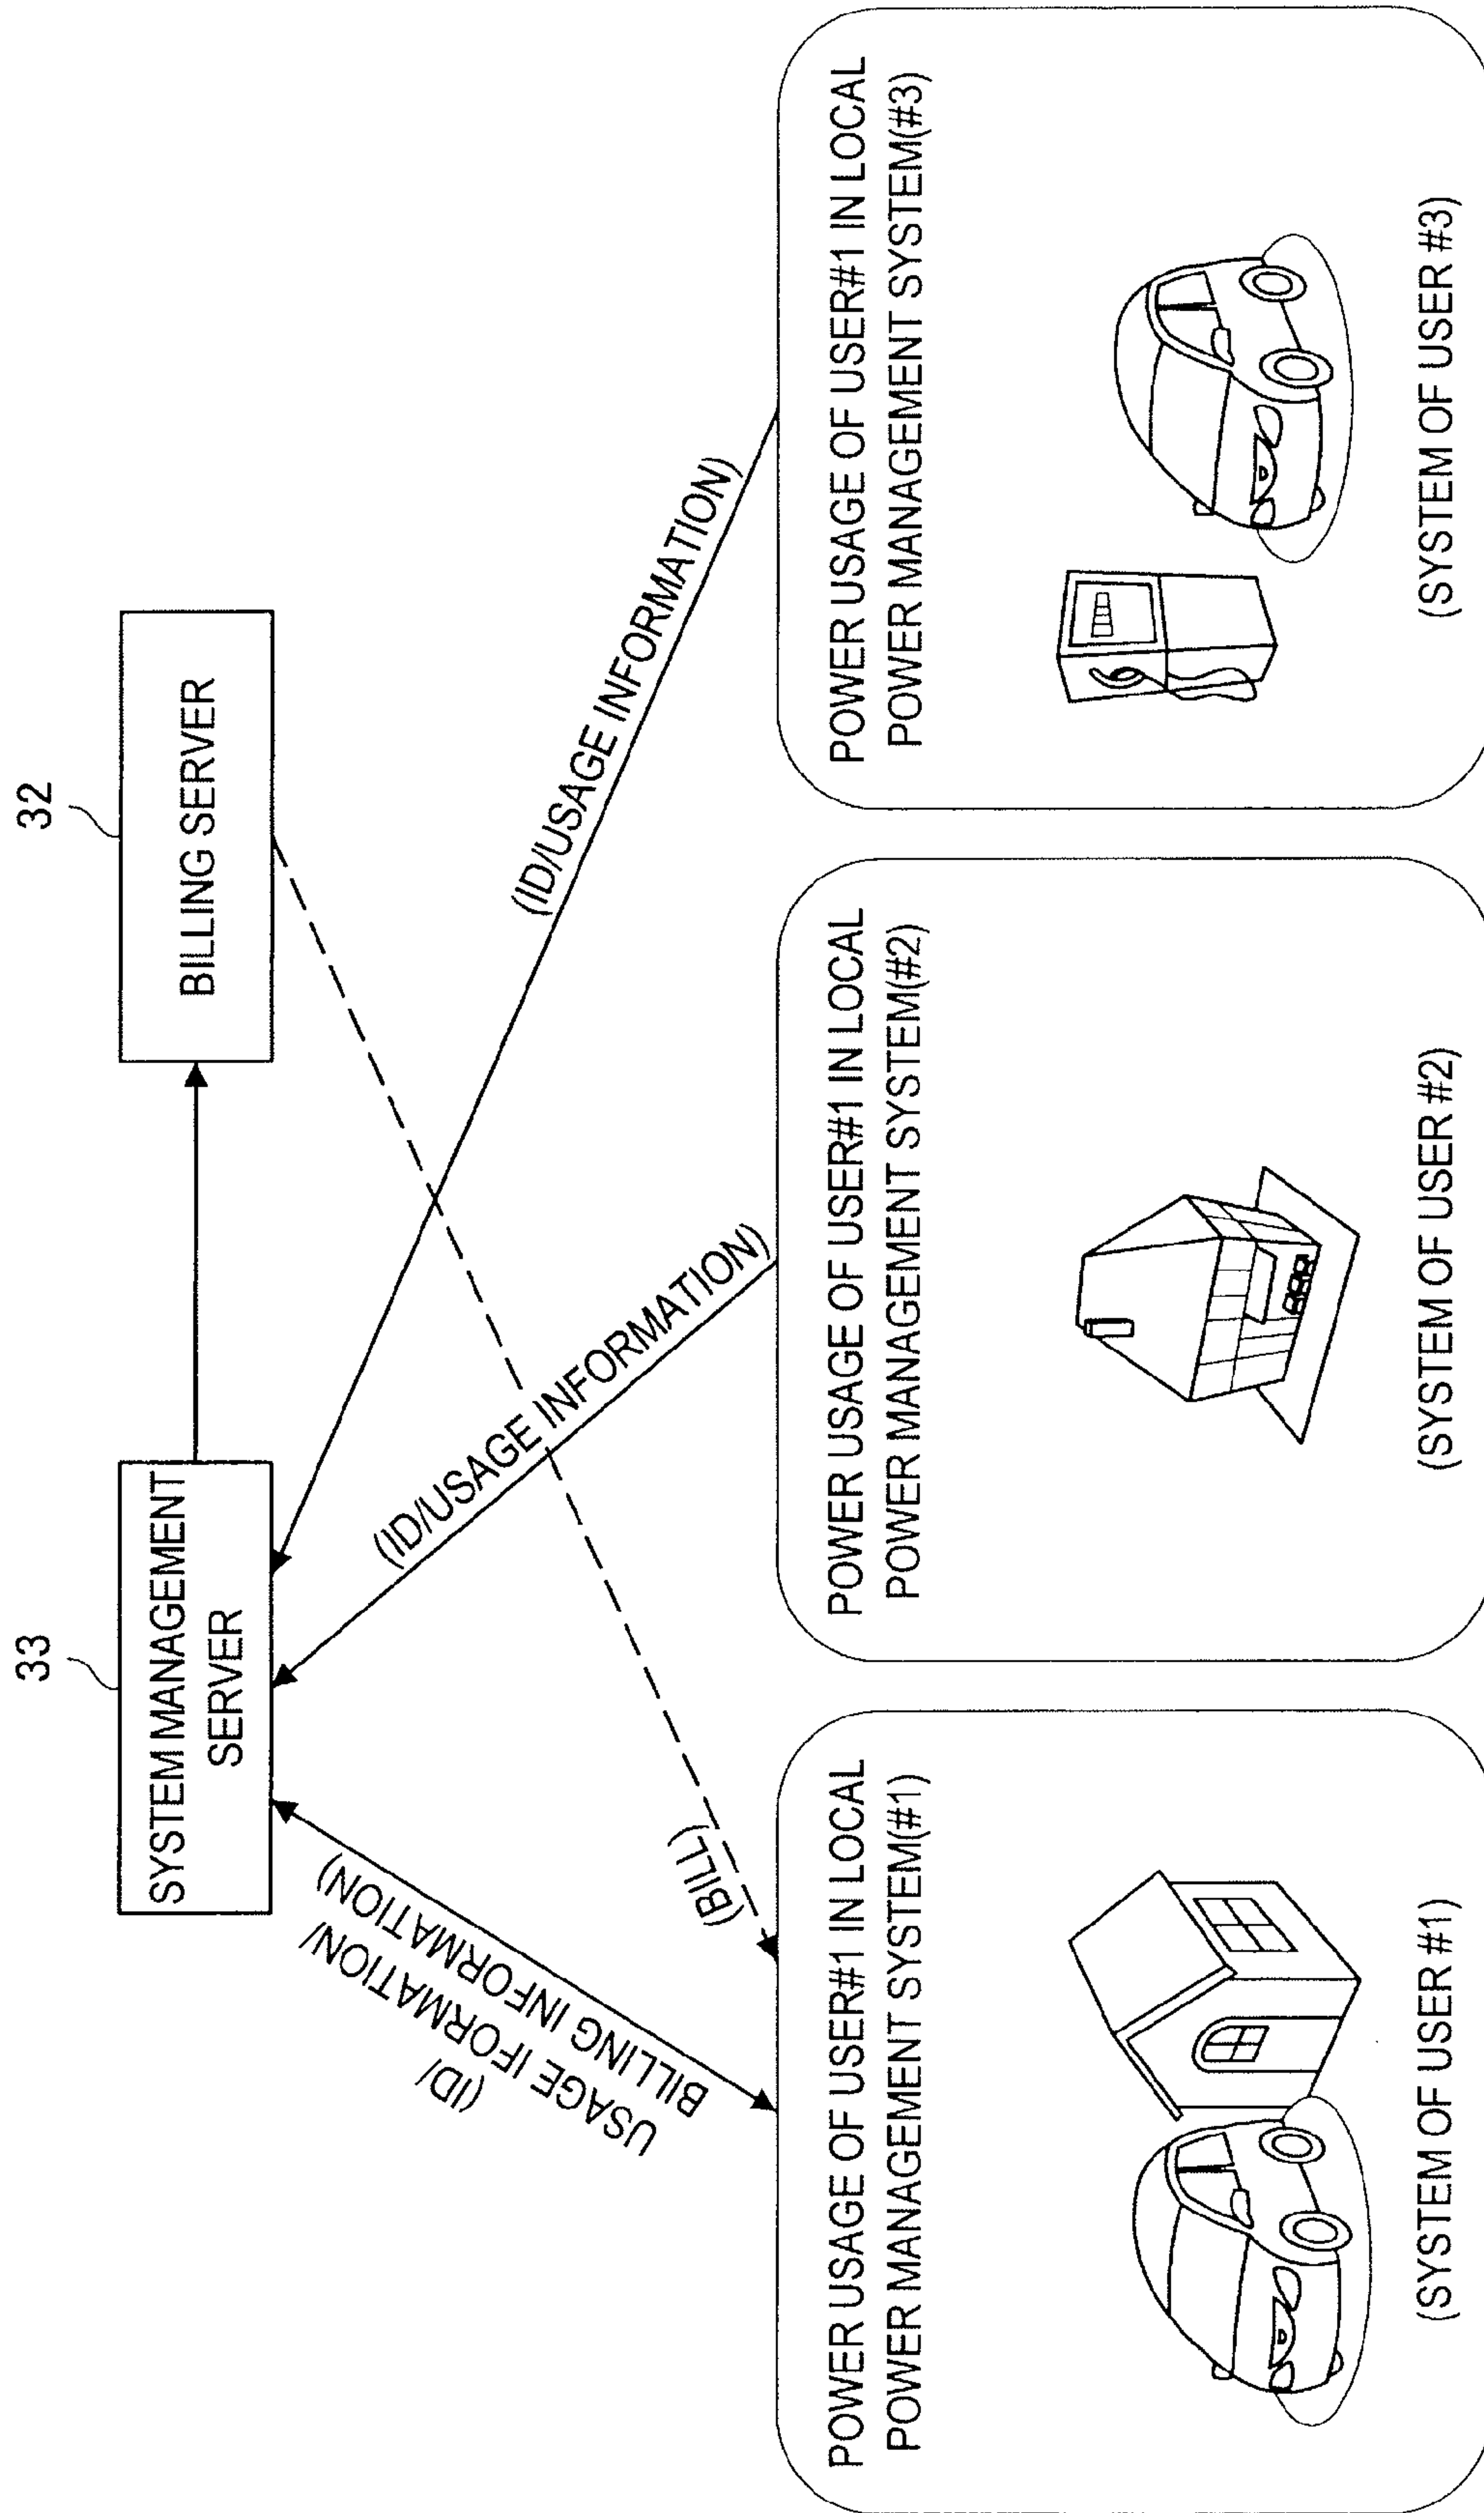 33
32
SYSTEM MANAGEMENT
SERVER
BILLING SERVER
(ID/
USAGE IFORMATION/
BILLING INFORMATION)
(BILL)
(ID/USAGE INFORMATION)
(ID/USAGE INFORMATION)
POWER USAGE OF USER#1 IN LOCAL
POWER MANAGEMENT SYSTEM(#1)
(SYSTEM OF USER #1)
POWER USAGE OF USER#1 IN LOCAL
POWER MANAGEMENT SYSTEM(#2)
(SYSTEM OF USER #2)
POWER USAGE OF USER#1 IN LOCAL
POWER MANAGEMENT SYSTEM(#3)
(SYSTEM OF USER #3)